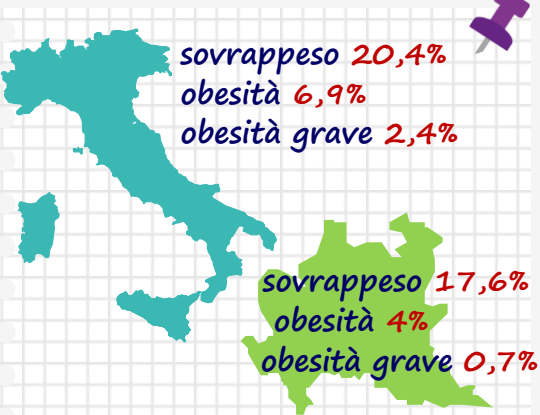 sovrappeso 20,4%
obesità 6,9%
obesità grave 2,4%
sovrappeso 17,6%
obesità 4%
obesità grave 0,7%